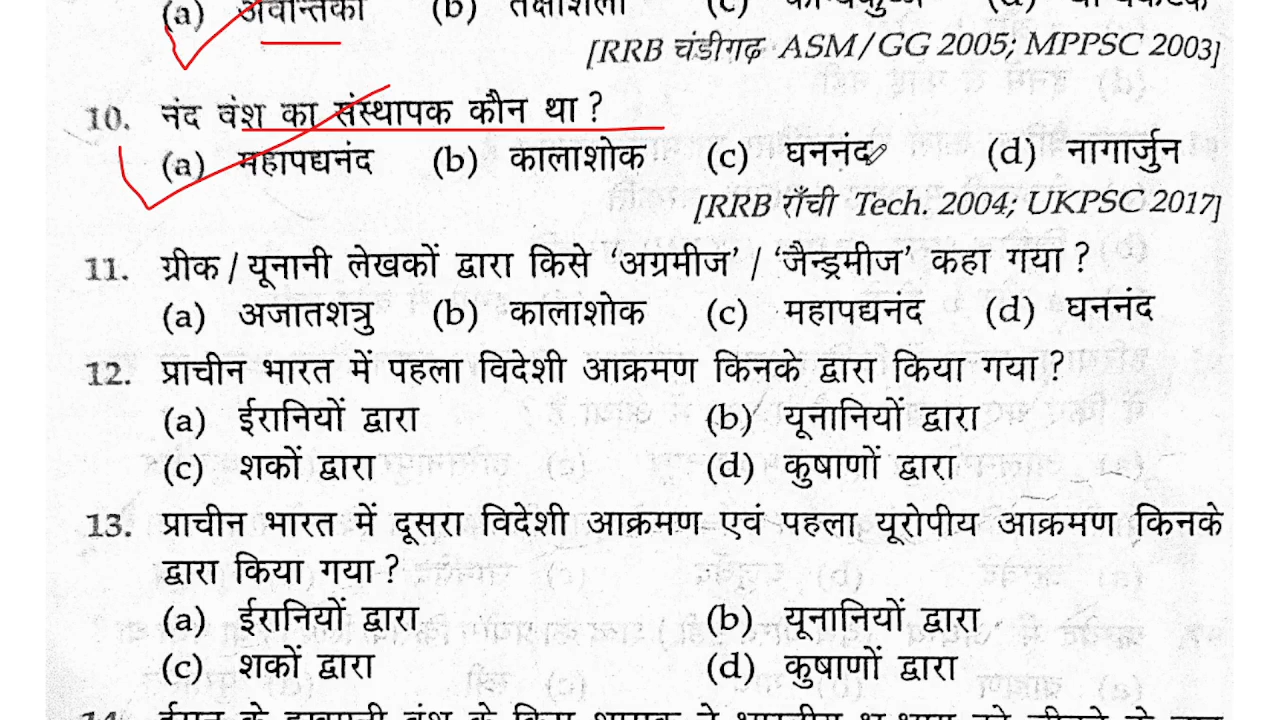 (a) अवन्तिका (b) तक्षशिला (c)
[RRB चंडीगढ़ ASM/GG 2005; MPPSC 2003]
10. नंद वंश का संस्थापक कौन था ?
(a) महापद्यनंद (b) कालाशोक (c) घननंद (d) नागार्जुन
[RRB राँची Tech. 2004; UKPSC 2017]
11. ग्रीक / यूनानी लेखकों द्वारा किसे ‘अग्रमीज’ / ‘जैन्ड्रमीज’ कहा गया ?
(a) अजातशत्रु (b) कालाशोक (c) महापद्यनंद (d) घननंद
12. प्राचीन भारत में पहला विदेशी आक्रमण किनके द्वारा किया गया ?
(a) ईरानियों द्वारा (b) यूनानियों द्वारा
(c) शकों द्वारा (d) कुषाणों द्वारा
13. प्राचीन भारत में दूसरा विदेशी आक्रमण एवं पहला यूरोपीय आक्रमण किनके
द्वारा किया गया ?
(a) ईरानियों द्वारा (b) यूनानियों द्वारा
(c) शकों द्वारा (d) कुषाणों द्वारा